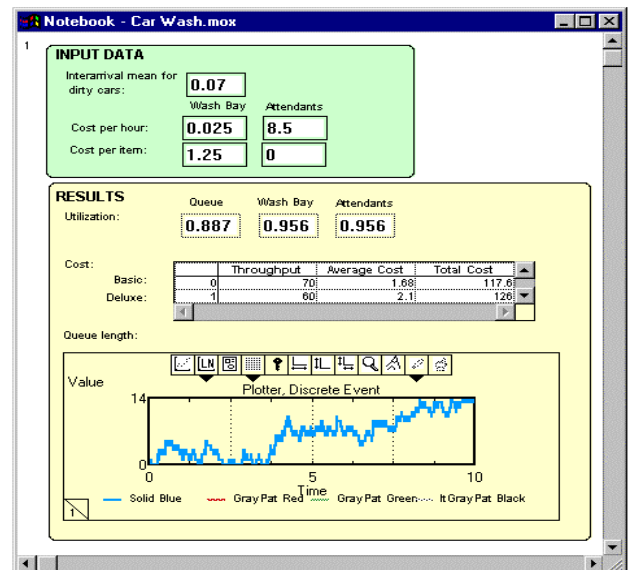 Notebook - Car Wash.mox
1
INPUT DATA
Interarrival mean for
dirty cars:
0.07
Wash Bay Attendants
Cost per hour: 0.025 8.5
Cost per item: 1.25 0
RESULTS
Queue Wash Bay Attendants
Utilization:
0.887 0.956 0.956
Cost:
Throughput Average Cost Total Cost
Basic: 0 70 1.68 117.6
Deluxe: 1 60 2.1 126
Queue length:
LN
Value
Plotter, Discrete Event
14
0
0 5 10
Time
Solid Blue Gray Pat Red Gray Pat Green lt Gray Pat Black
1